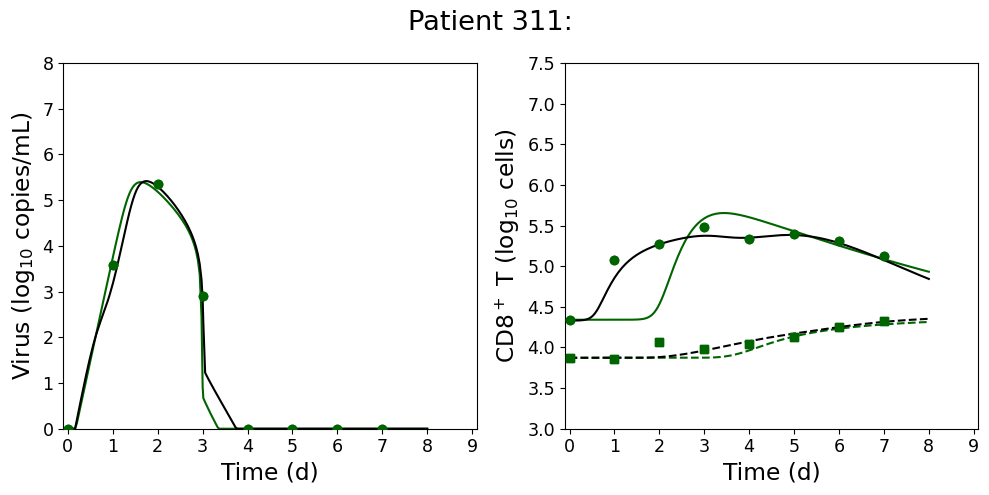 Patient 311:
Virus (log10 copies/mL)
8
7
6
5
4
3
2
1
0
0 1 2 3 4 5 6 7 8 9
Time (d)
CD8+ T (log10 cells)
7.5
7.0
6.5
6.0
5.5
5.0
4.5
4.0
3.5
3.0
0 1 2 3 4 5 6 7 8 9
Time (d)